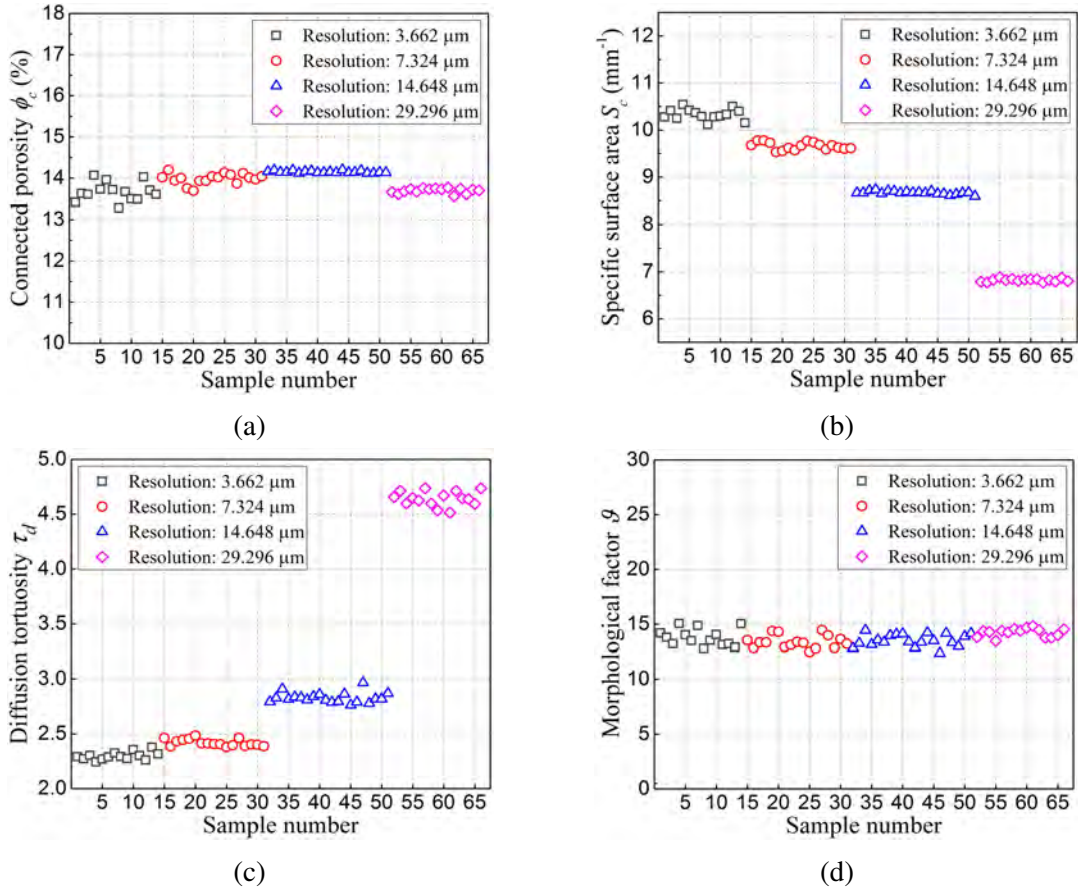 18
17
16
15
14
13
12
11
10
Connected porosity ϕc (%)
Resolution: 3.662 μm
Resolution: 7.324 μm
Resolution: 14.648 μm
Resolution: 29.296 μm
5 10 15 20 25 30 35 40 45 50 55 60 65
Sample number
(a)
12
11
10
9
8
7
6
Specific surface area Sc (mm⁻¹)
Resolution: 3.662 μm
Resolution: 7.324 μm
Resolution: 14.648 μm
Resolution: 29.296 μm
5 10 15 20 25 30 35 40 45 50 55 60 65
Sample number
(b)
5.0
4.5
4.0
3.5
3.0
2.5
2.0
Diffusion tortuosity τd
Resolution: 3.662 μm
Resolution: 7.324 μm
Resolution: 14.648 μm
Resolution: 29.296 μm
5 10 15 20 25 30 35 40 45 50 55 60 65
Sample number
(c)
30
25
20
15
10
5
0
Morphological factor ϑ
Resolution: 3.662 μm
Resolution: 7.324 μm
Resolution: 14.648 μm
Resolution: 29.296 μm
5 10 15 20 25 30 35 40 45 50 55 60 65
Sample number
(d)